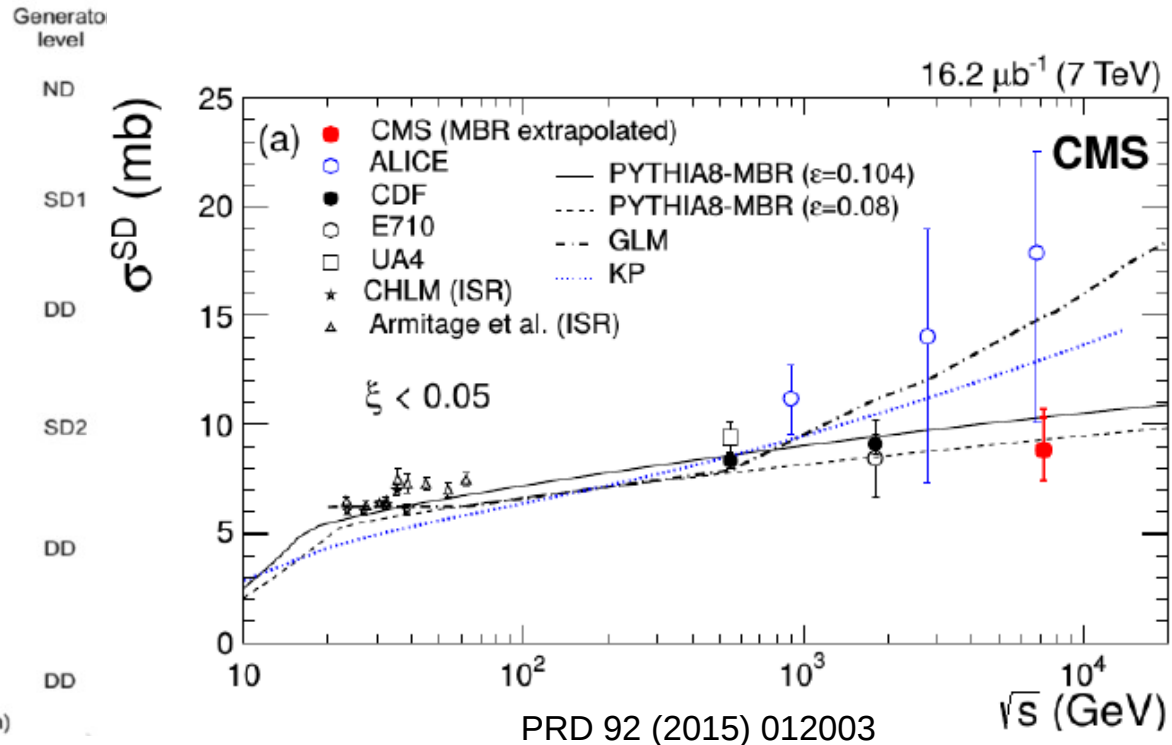 Generato
level
ND
SD1
DD
SD2
DD
DD
)
16.2 μb⁻¹ (7 TeV)
CMS
(a)
CMS (MBR extrapolated)
ALICE
CDF
E710
UA4
CHLM (ISR)
Armitage et al. (ISR)
PYTHIA8-MBR (ε=0.104)
PYTHIA8-MBR (ε=0.08)
GLM
KP
ξ < 0.05
σ^SD (mb)
25
20
15
10
5
0
10
10²
10³
10⁴
√s (GeV)
PRD 92 (2015) 012003